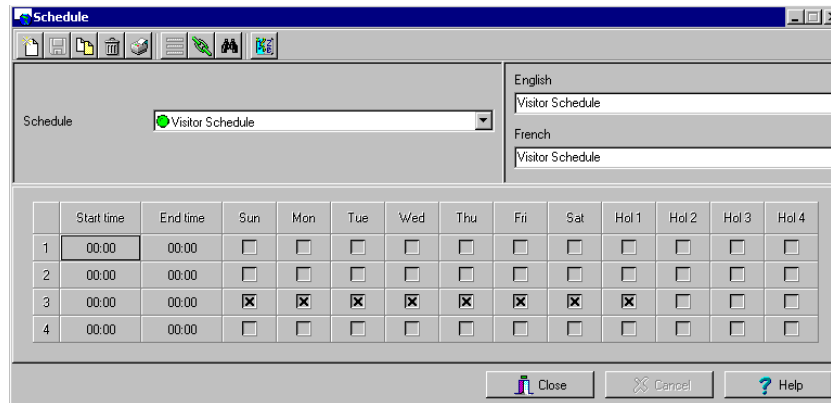 Schedule
English
Visitor Schedule
Schedule Visitor Schedule
French
Visitor Schedule
Start time End time Sun Mon Tue Wed Thu Fri Sat Hol 1 Hol 2 Hol 3 Hol 4
1 00:00 00:00
2 00:00 00:00
3 00:00 00:00
4 00:00 00:00
Close Cancel ? Help